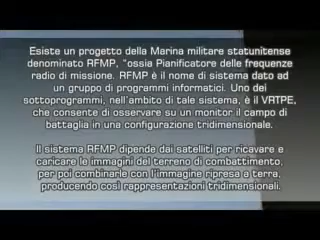 Esiste un progetto della Marina militare statunitense
denominato RFMP, "ossia Pianificatore delle frequenze
radio di missione. RFMP è il nome di sistema dato ad
un gruppo di programmi informatici. Uno dei
sottoprogrammi, nell'ambito di tale sistema, è il VRTPE,
che consente di osservare su un monitor il campo di
battaglia in una configurazione tridimensionale.
Il sistema RFMP dipende dai satelliti per ricavare e
caricare le immagini del terreno di combattimento,
per poi combinarle con l'immagine ripresa a terra,
producendo così rappresentazioni tridimensionali.